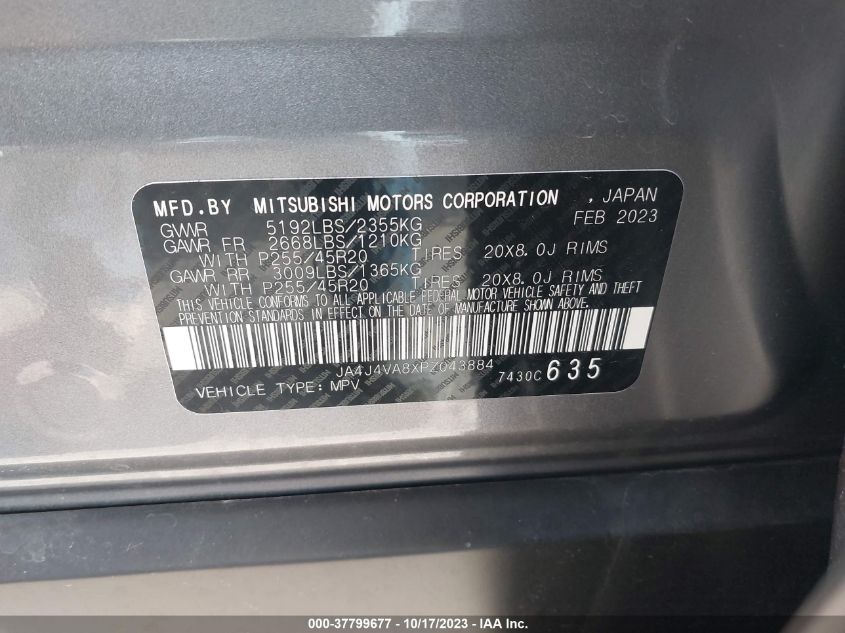 MFD.BY MITSUBISHI MOTORS CORPORATION , JAPAN
GVWR 5192LBS/2355KG FEB 2023
GAWR FR 2668LBS/1210KG
WITH P255/45R20 TIRES 20X8.0J RIMS
GAWR RR 3009LBS/1365KG
WITH P255/45R20 TIRES 20X8.0J RIMS
THIS VEHICLE CONFORMS TO ALL APPLICABLE FEDERAL MOTOR VEHICLE SAFETY AND THEFT
PREVENTION STANDARDS IN EFFECT ON THE DATE OF MANUFACTURE SHOWN ABOVE.
JA4J4VA8XPZ043884
VEHICLE TYPE: MPV 7430C 635
000-37799677 - 10/17/2023 - © IAA Inc.